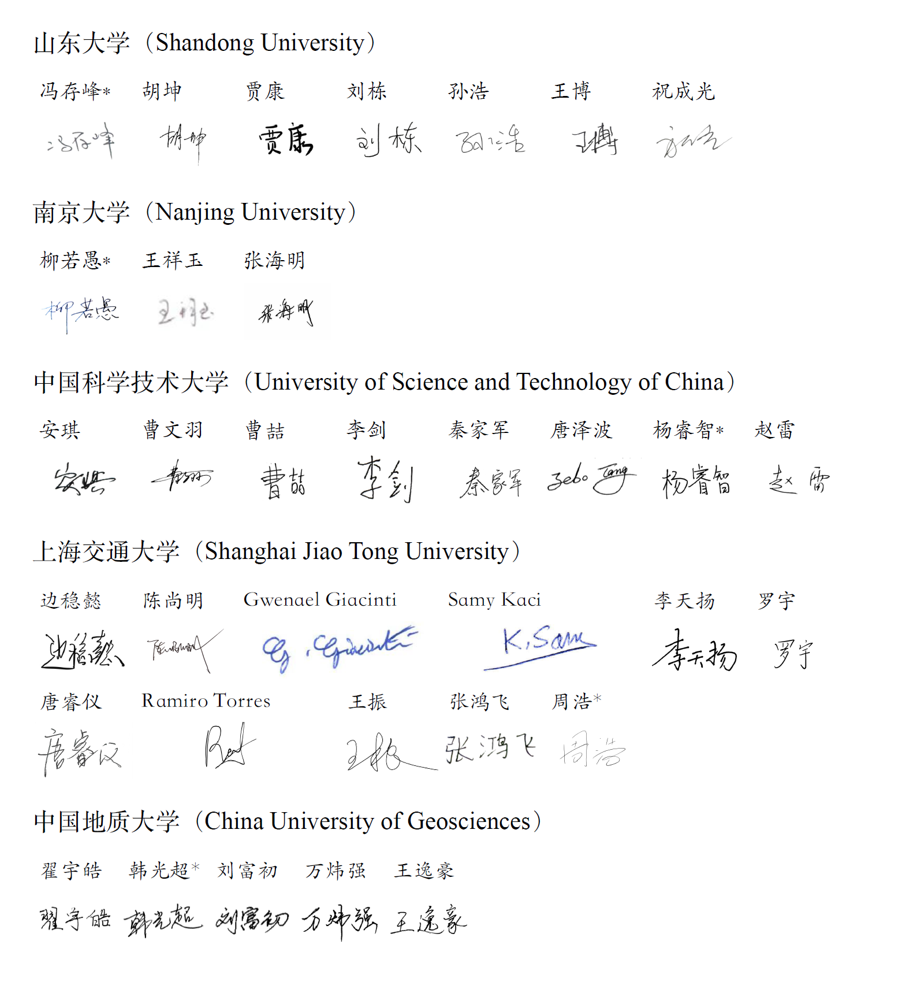 山东大学（Shandong University）
冯存峰* 胡坤 贾康 刘栋 孙浩 王博 祝成光
冯存峰 胡坤 贾康 刘栋 孙浩 王博
南京大学（Nanjing University）
柳若愚* 王祥玉 张海明
柳若愚 王祥玉 张海明
中国科学技术大学（University of Science and Technology of China）
安琪 曹文羽 曹喆 李剑 秦家军 唐泽波 杨睿智* 赵雷
安琪 曹喆 李剑 秦家军 Zebo Tang 杨睿智 赵雷
上海交通大学（Shanghai Jiao Tong University）
边稳懿 陈尚明 Gwenael Giacinti Samy Kaci 李天扬 罗宇
边稳懿 G. Giacinti K. Samy 李天扬 罗宇
唐睿仪 Ramiro Torres 王振 张鸿飞 周浩*
唐睿仪 王振 张鸿飞 周浩
中国地质大学（China University of Geosciences）
翟宇皓 韩光超* 刘富初 万炜强 王逸豪
翟宇皓 韩光超 刘富初 万炜强 王逸豪